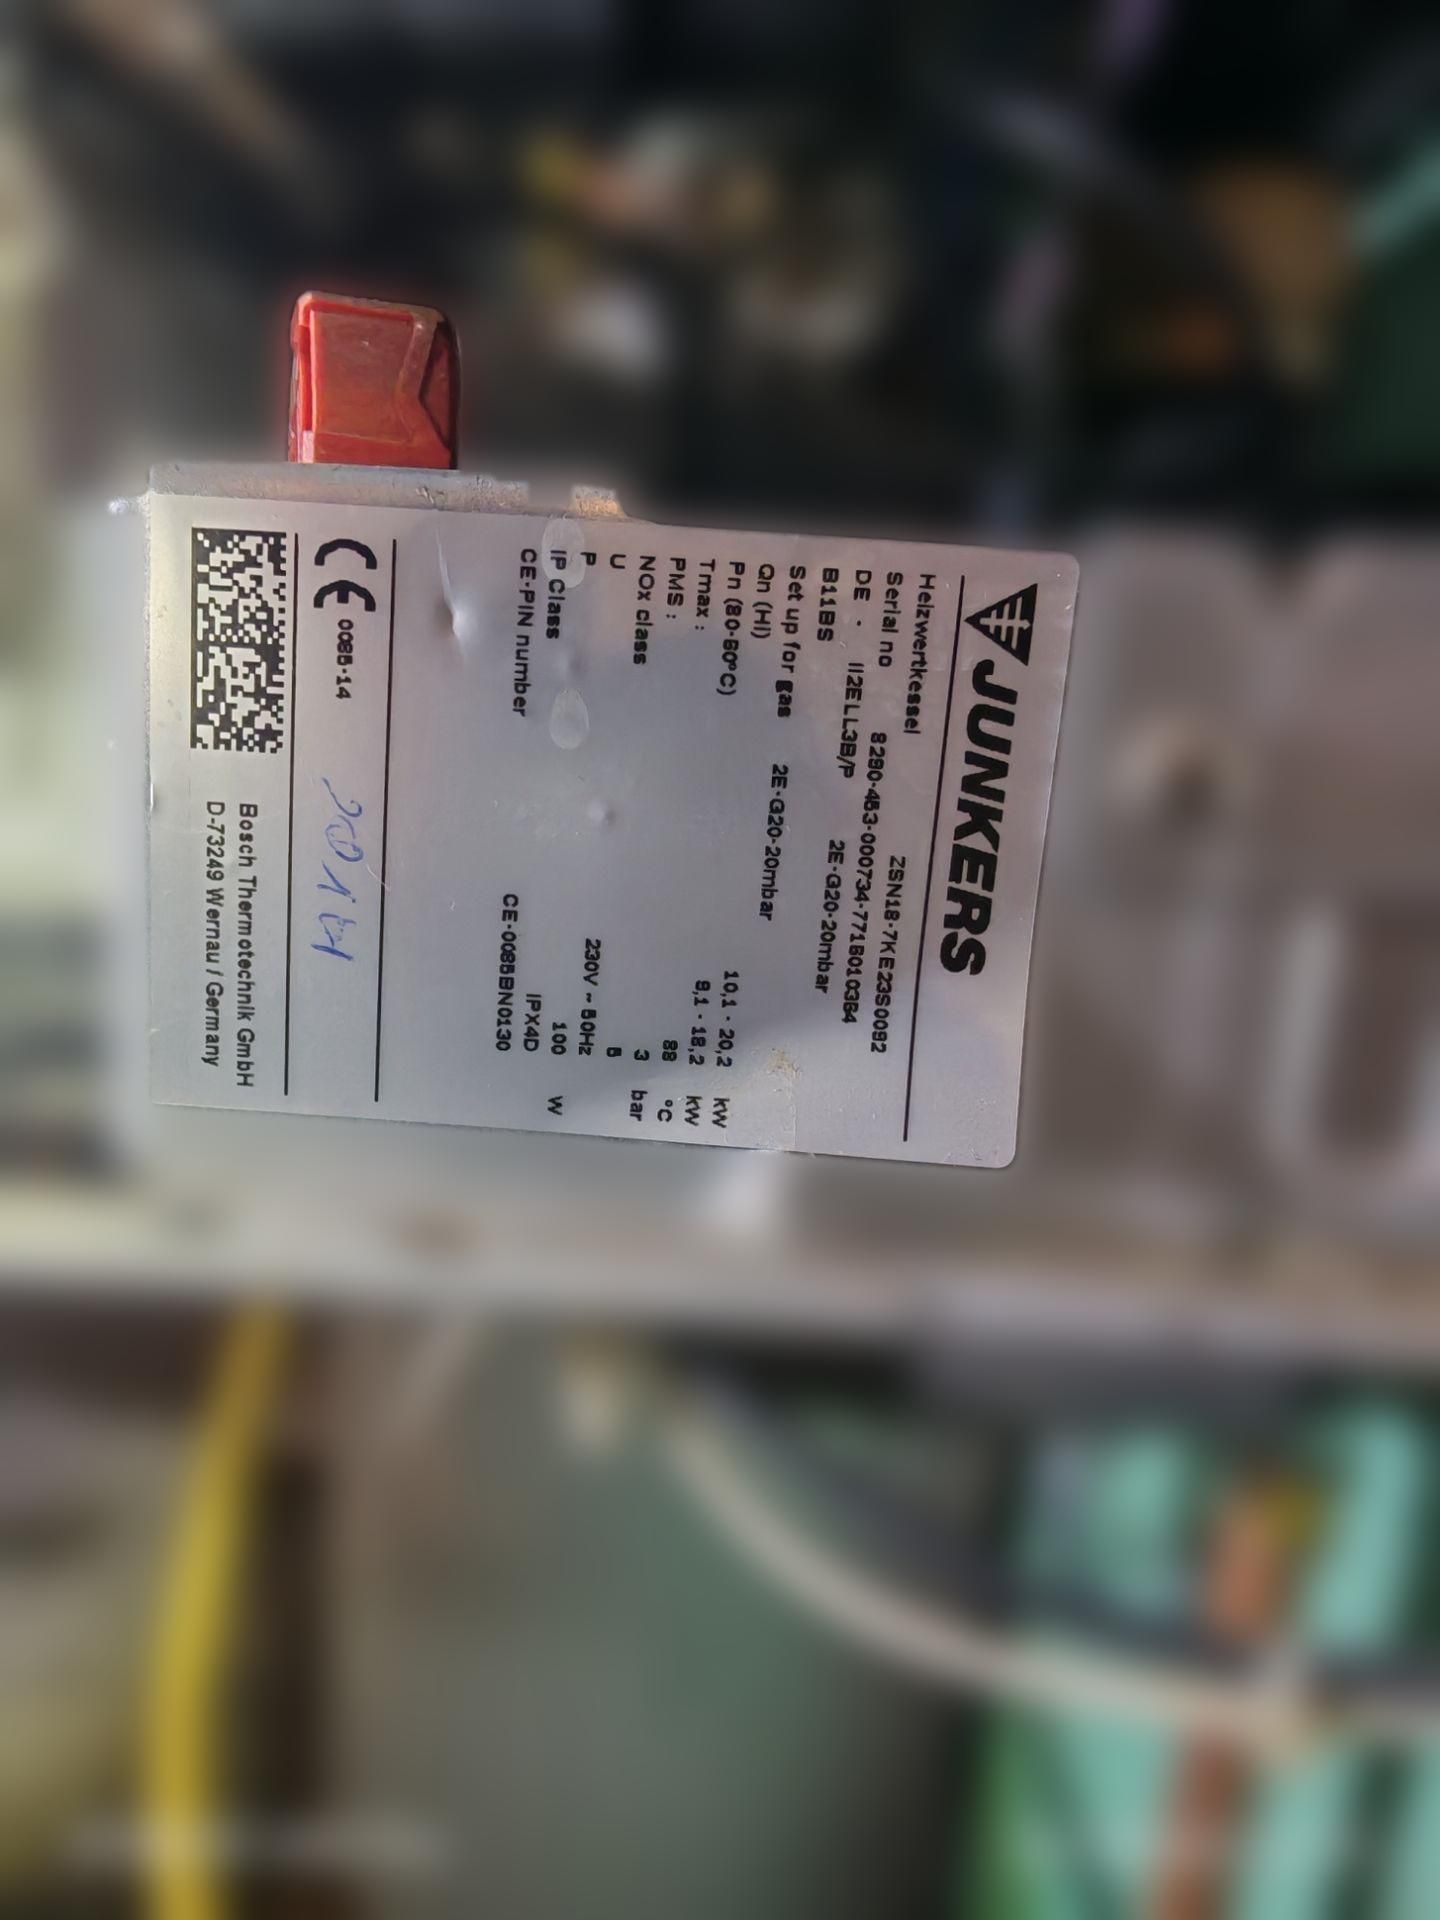 JUNKERS
Heizwertkessel ZSN18-7KE23S0092
Serial no 8290-453-000734-7716010364
DE - II2ELL3B/P 2E-G20-20mbar
B11BS
Set up for gas 2E-G20-20mbar
Qn (Hi) 10,1 - 20,2 kW
Pn (80-60°C) 9,1 - 18,2 kW
Tmax : 88 °C
PMS : 3 bar
NOx class 5
U 230V ~ 50Hz
P 100 W
IP Class IPX4D
CE-PIN number CE-0085BN0130
CE 0085-14
Bosch Thermotechnik GmbH
D-73249 Wernau / Germany